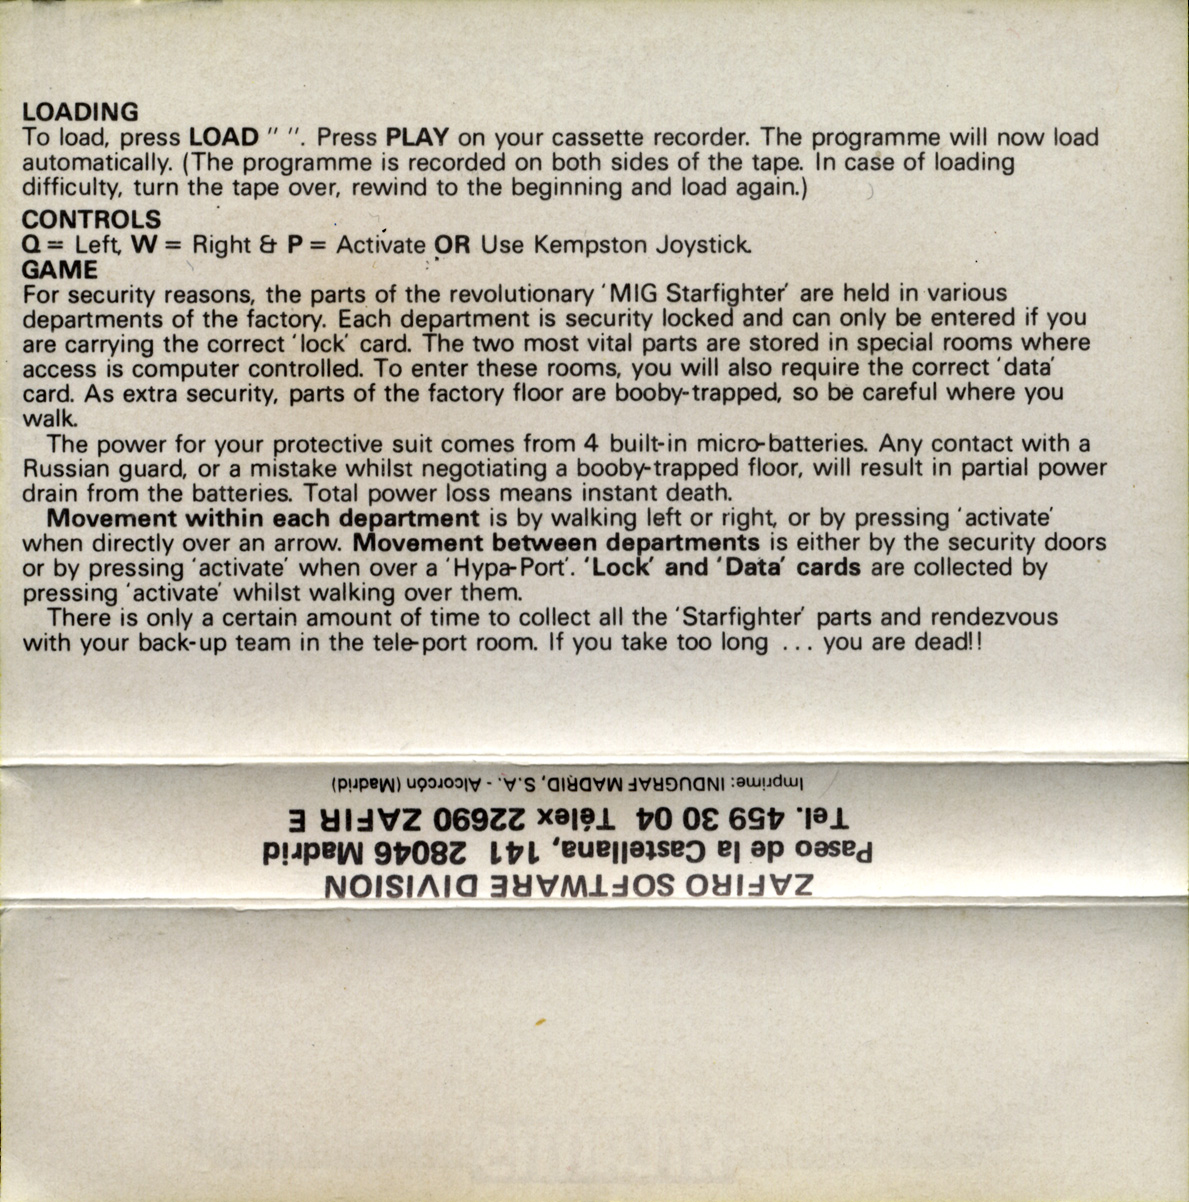 LOADING
To load, press LOAD " ". Press PLAY on your cassette recorder. The programme will now load
automatically. (The programme is recorded on both sides of the tape. In case of loading
difficulty, turn the tape over, rewind to the beginning and load again.)
CONTROLS
Q = Left, W = Right & P = Activate OR Use Kempston Joystick.
GAME
For security reasons, the parts of the revolutionary 'MIG Starfighter' are held in various
departments of the factory. Each department is security locked and can only be entered if you
are carrying the correct 'lock' card. The two most vital parts are stored in special rooms where
access is computer controlled. To enter these rooms, you will also require the correct 'data'
card. As extra security, parts of the factory floor are booby-trapped, so be careful where you
walk.
The power for your protective suit comes from 4 built-in micro-batteries. Any contact with a
Russian guard, or a mistake whilst negotiating a booby-trapped floor, will result in partial power
drain from the batteries. Total power loss means instant death.
Movement within each department is by walking left or right, or by pressing 'activate'
when directly over an arrow. Movement between departments is either by the security doors
or by pressing 'activate' when over a 'Hypa-Port'. 'Lock' and 'Data' cards are collected by
pressing 'activate' whilst walking over them.
There is only a certain amount of time to collect all the 'Starfighter' parts and rendezvous
with your back-up team in the tele-port room. If you take too long ... you are dead!!
ZAFIRO SOFTWARE DIVISION
Paseo de la Castellana, 141 28046 Madrid
Tel. 459 30 04 Télex 22690 ZAFIR E
Imprime: INDUGRAF MADRID, S.A. - Alcorcón (Madrid)